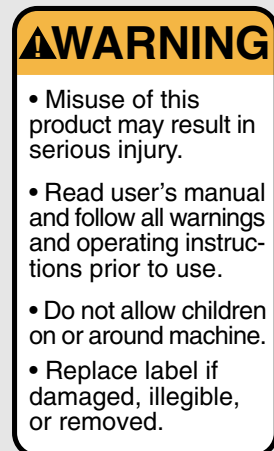 ⚠WARNING
• Misuse of this
product may result in
serious injury.
• Read user's manual
and follow all warnings
and operating instruc-
tions prior to use.
• Do not allow children
on or around machine.
• Replace label if
damaged, illegible,
or removed.